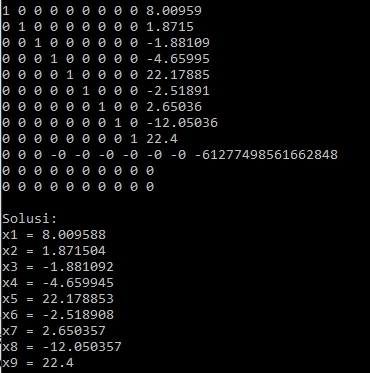 1 0 0 0 0 0 0 0 0 8.00959
0 1 0 0 0 0 0 0 0 1.8715
0 0 1 0 0 0 0 0 0 -1.88109
0 0 0 1 0 0 0 0 0 -4.65995
0 0 0 0 1 0 0 0 0 22.17885
0 0 0 0 0 1 0 0 0 -2.51891
0 0 0 0 0 0 1 0 0 2.65036
0 0 0 0 0 0 0 1 0 -12.05036
0 0 0 0 0 0 0 0 1 22.4
0 0 0 -0 -0 -0 -0 -0 -0 -61277498561662848
0 0 0 0 0 0 0 0 0 0
0 0 0 0 0 0 0 0 0 0
Solusi:
x1 = 8.009588
x2 = 1.871504
x3 = -1.881092
x4 = -4.659945
x5 = 22.178853
x6 = -2.518908
x7 = 2.650357
x8 = -12.050357
x9 = 22.4